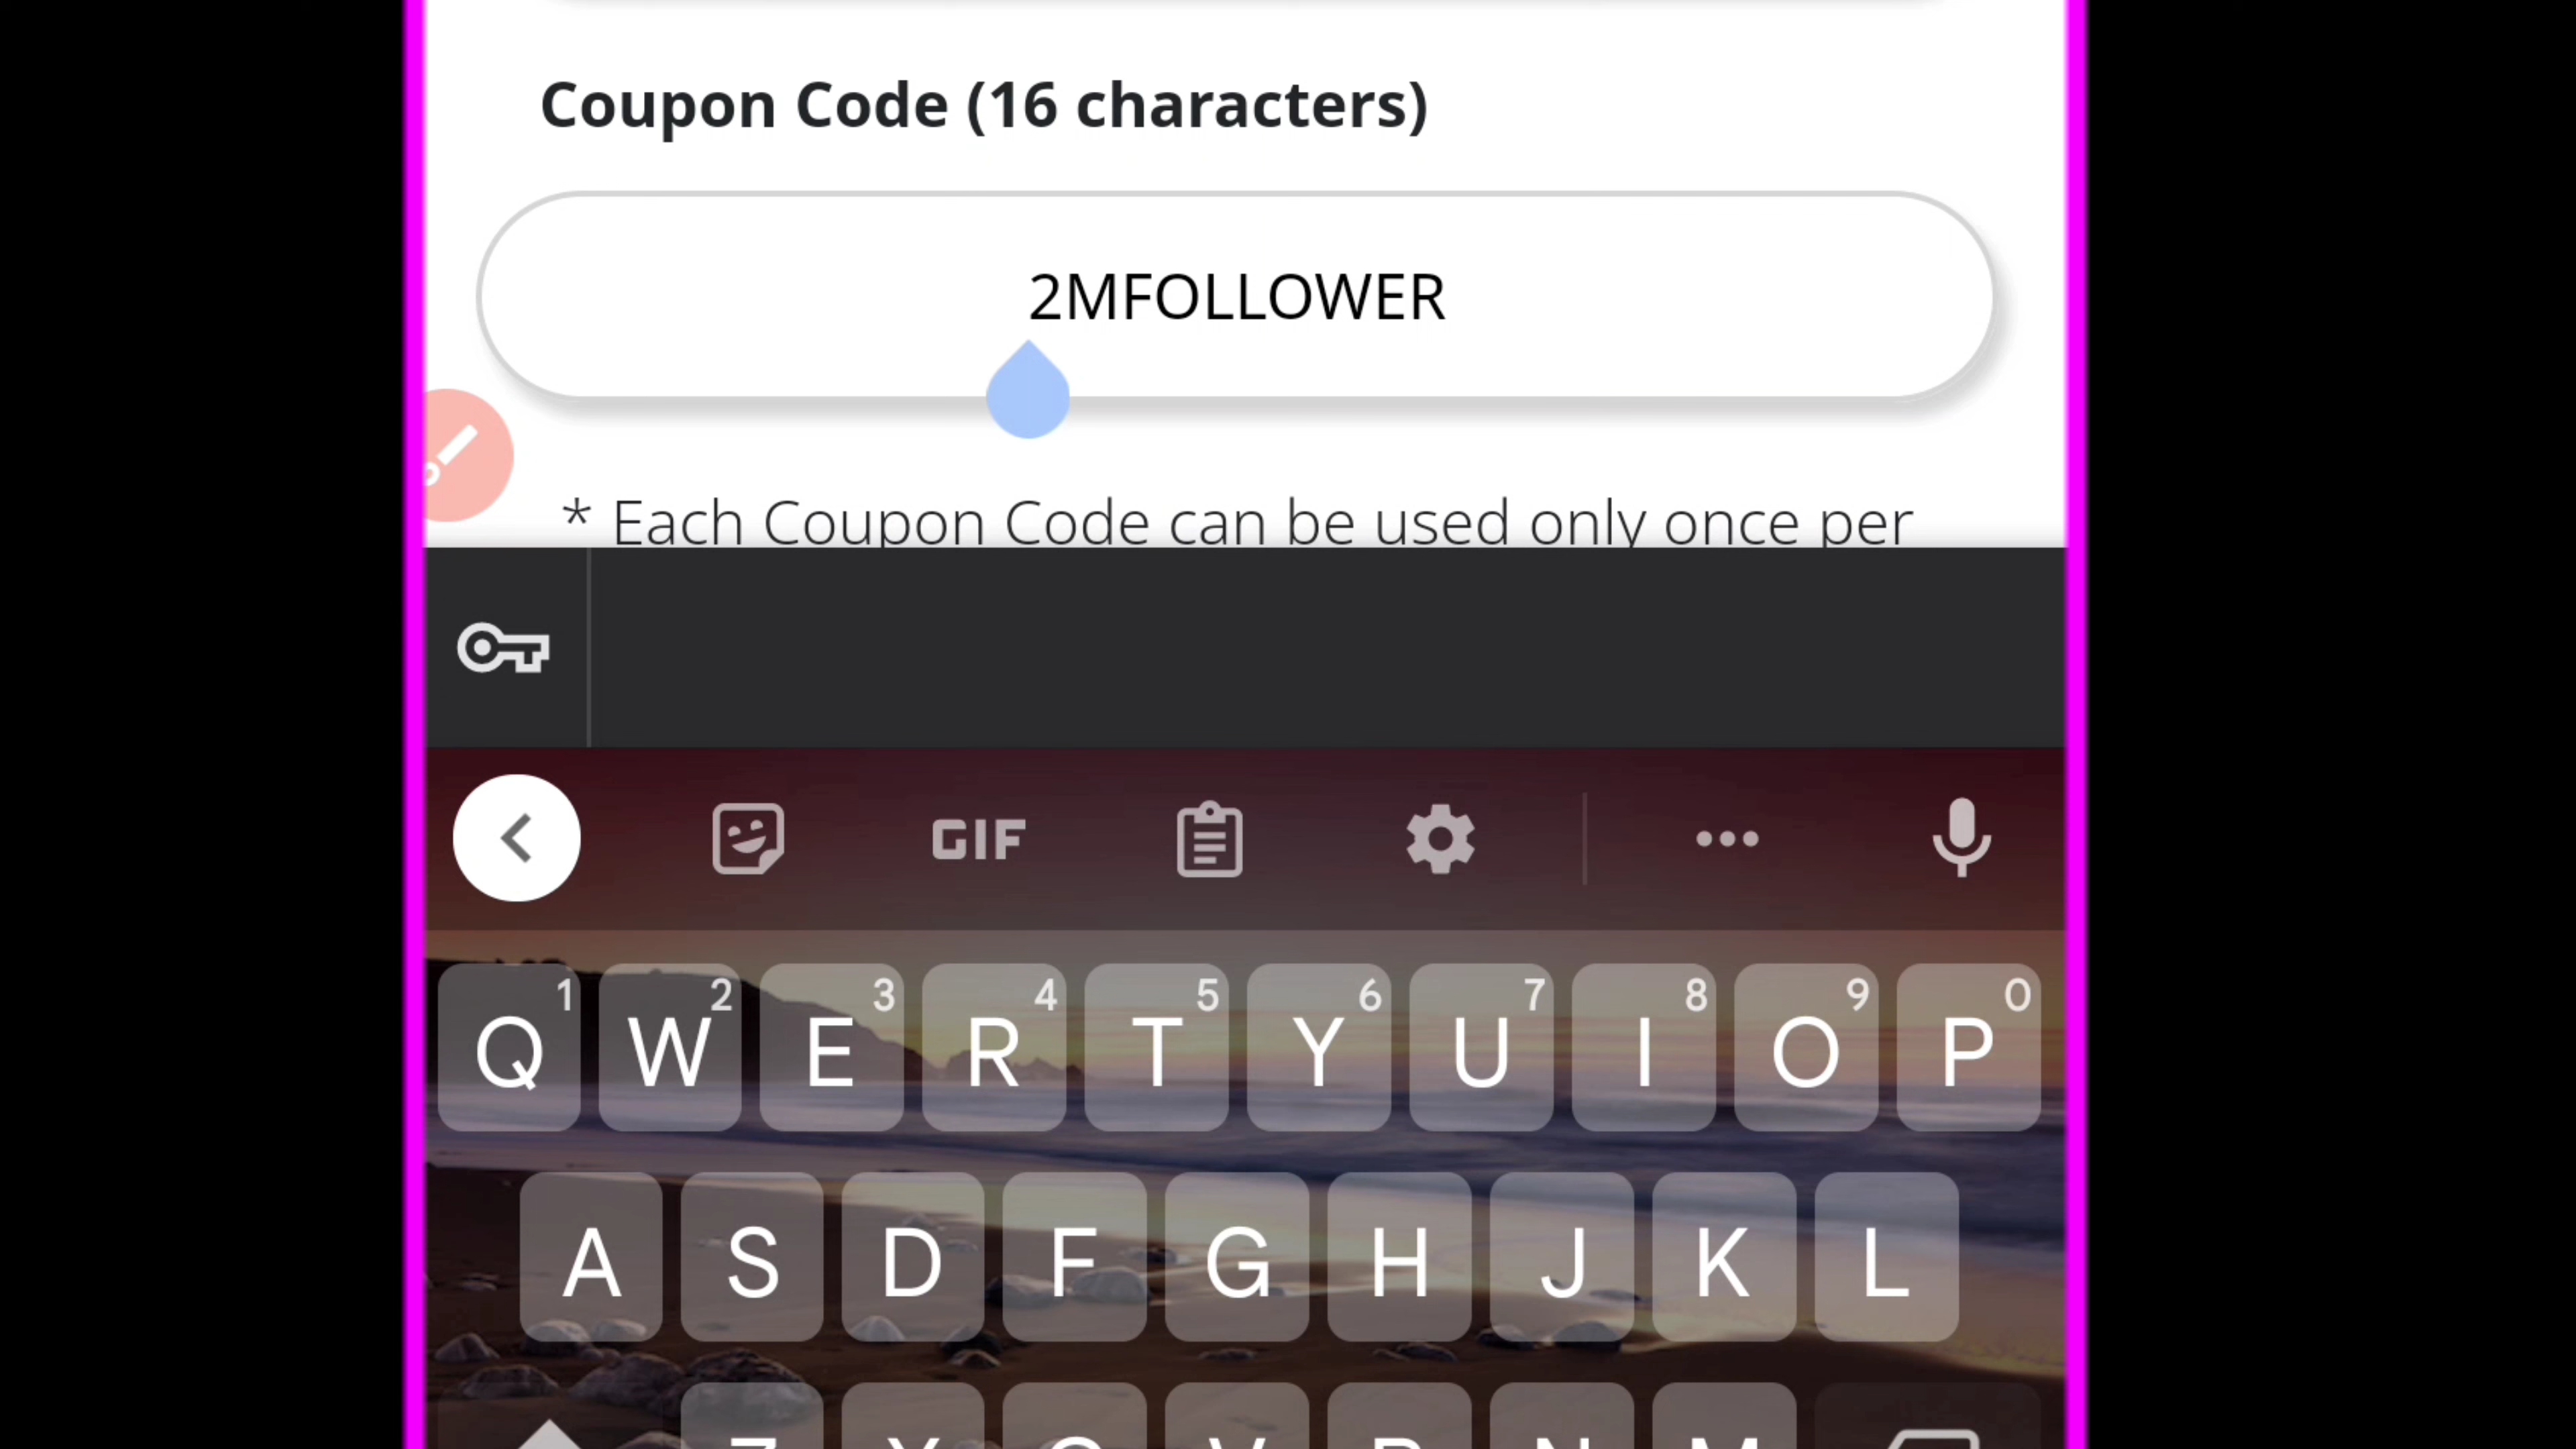 Coupon Code (16 characters)
2MFOLLOWER
* Each Coupon Code can be used only once per
GIF
1 2 3 4 5 6 7 8 9 0
Q W E R T Y U I O P
A S D F G H J K L
Z X C V B N M